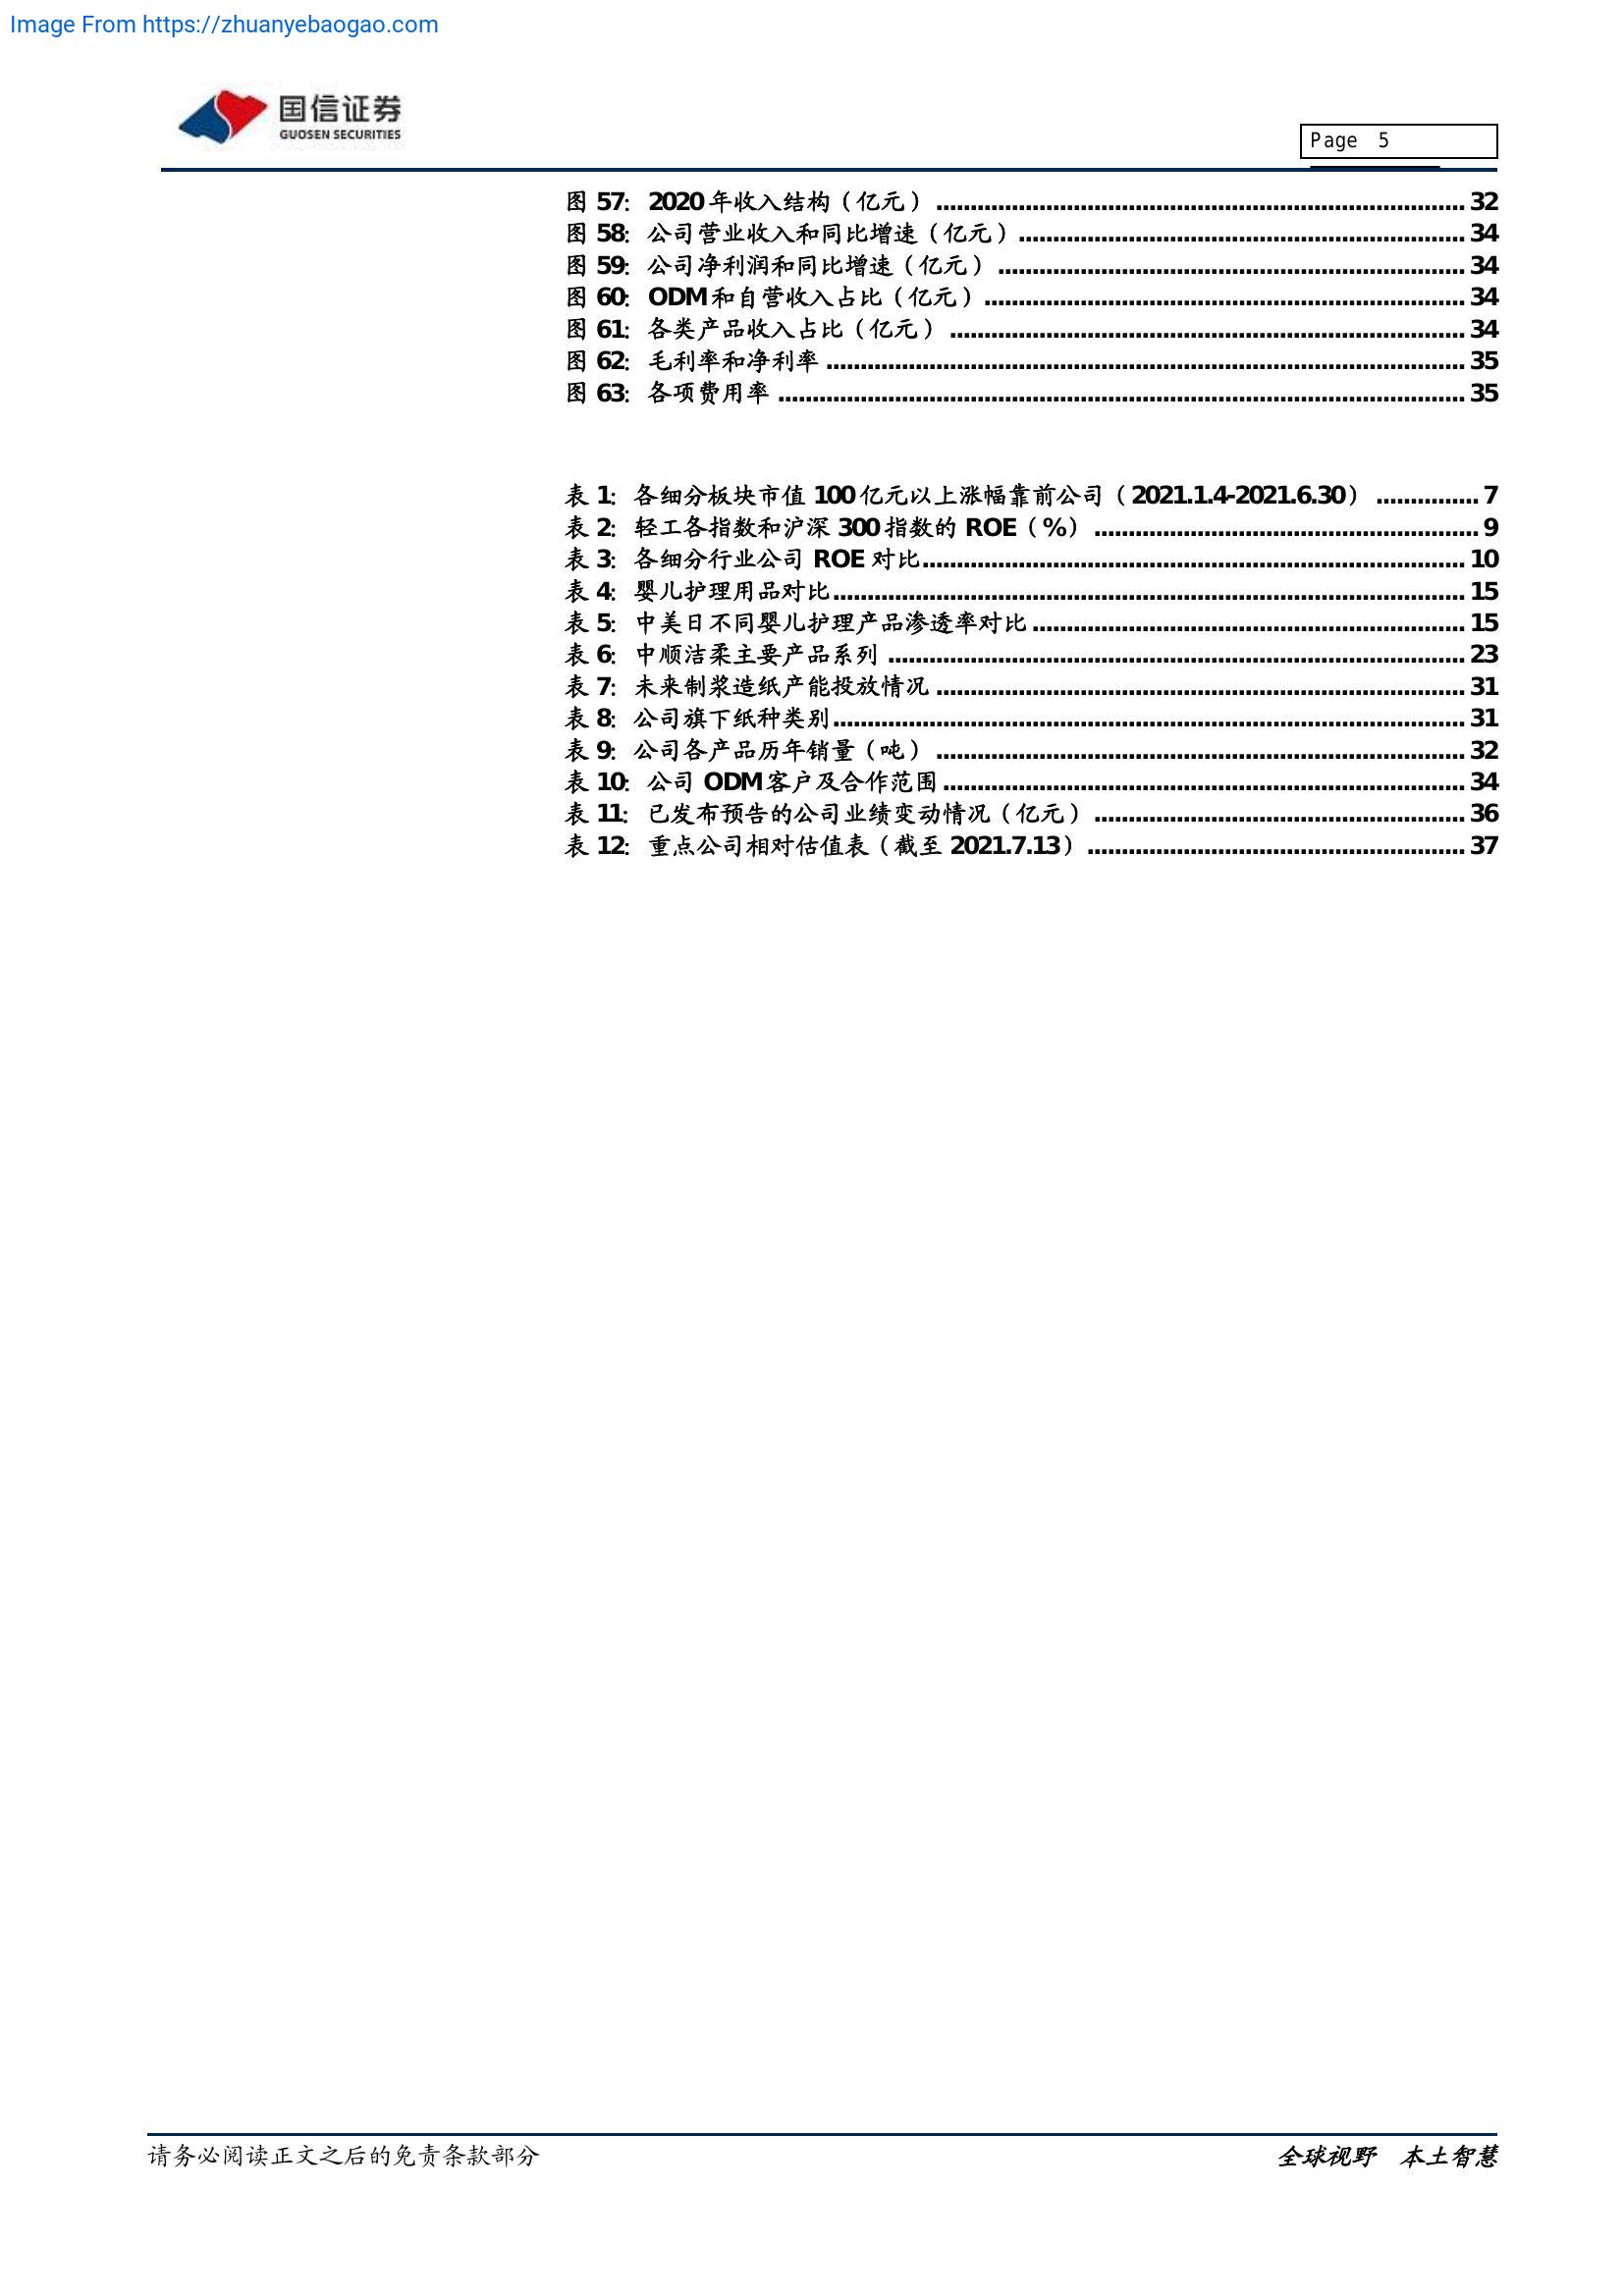 Image From https://zhuanyebaogao.com
国信证券
GUOSEN SECURITIES
Page 5
图 57: 2020 年收入结构（亿元） ........ 32
图 58: 公司营业收入和同比增速（亿元） ........ 34
图 59: 公司净利润和同比增速（亿元） ........ 34
图 60: ODM 和自营收入占比（亿元） ........ 34
图 61: 各类产品收入占比（亿元） ........ 34
图 62: 毛利率和净利率 ........ 35
图 63: 各项费用率 ........ 35
表 1: 各细分板块市值 100 亿元以上涨幅靠前公司（2021.1.4-2021.6.30） ........ 7
表 2: 轻工各指数和沪深 300 指数的 ROE（%） ........ 9
表 3: 各细分行业公司 ROE 对比 ........ 10
表 4: 婴儿护理用品对比 ........ 15
表 5: 中美日不同婴儿护理产品渗透率对比 ........ 15
表 6: 中顺洁柔主要产品系列 ........ 23
表 7: 未来制浆造纸产能投放情况 ........ 31
表 8: 公司旗下纸种类别 ........ 31
表 9: 公司各产品历年销量（吨） ........ 32
表 10: 公司 ODM 客户及合作范围 ........ 34
表 11: 已发布预告的公司业绩变动情况（亿元） ........ 36
表 12: 重点公司相对估值表（截至 2021.7.13） ........ 37
请务必阅读正文之后的免责条款部分
全球视野 本土智慧